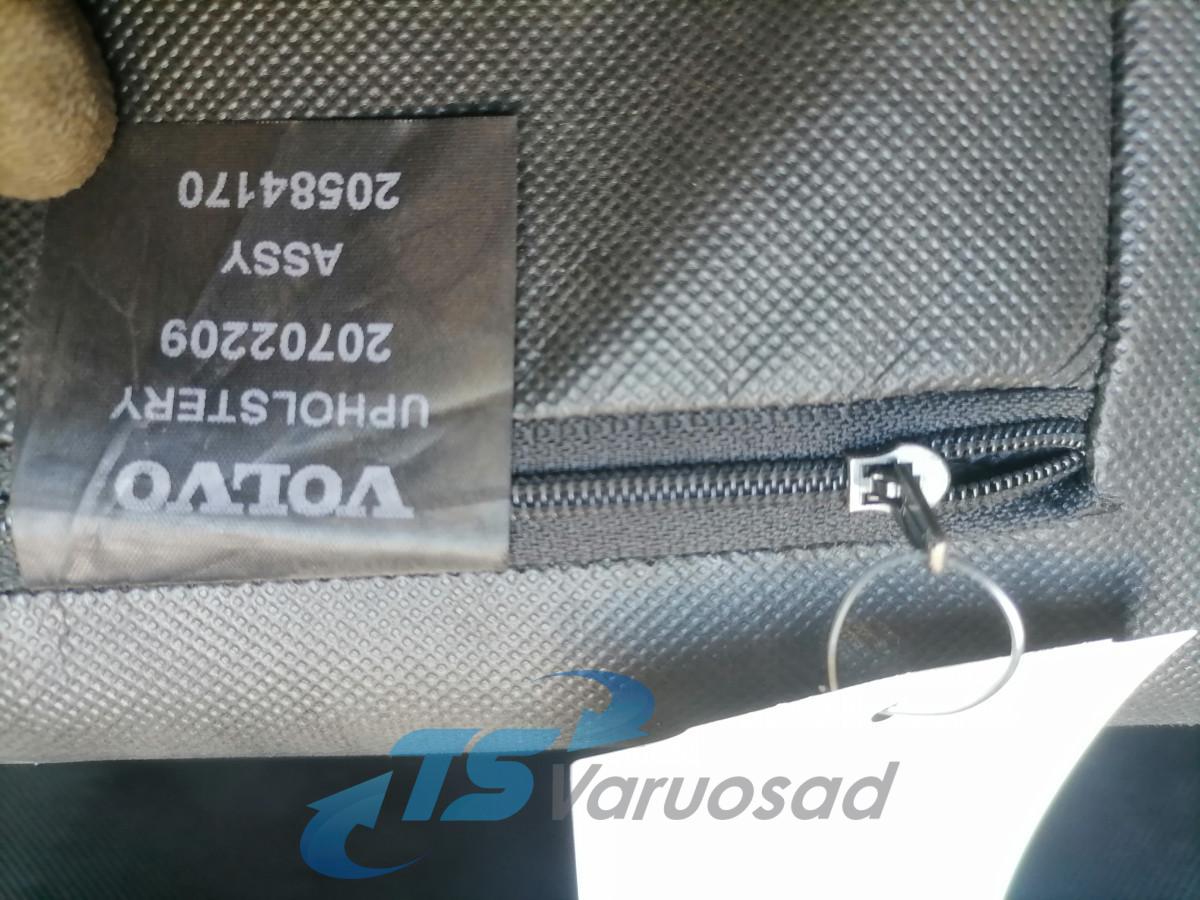 VOLVO
UPHOLSTERY
20702209
ASSY
20584170
TS Varuosad